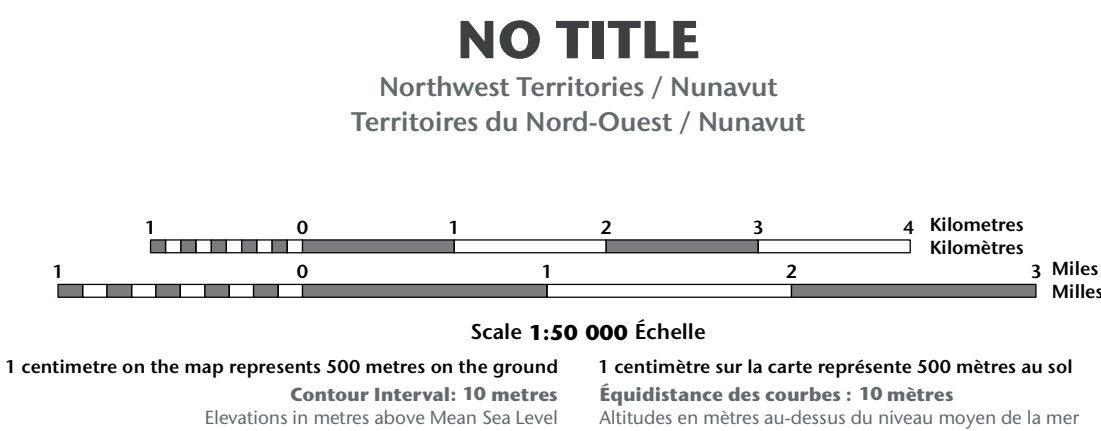 NO TITLE
Northwest Territories / Nunavut
Territoires du Nord-Ouest / Nunavut
1 0 1 2 3 4 Kilometres
Kilomètres
1 0 1 2 3 Miles
Milles
Scale 1:50 000 Échelle
1 centimetre on the map represents 500 metres on the ground
1 centimètre sur la carte représente 500 mètres au sol
Contour Interval: 10 metres
Équidistance des courbes : 10 mètres
Elevations in metres above Mean Sea Level
Altitudes en mètres au-dessus du niveau moyen de la mer